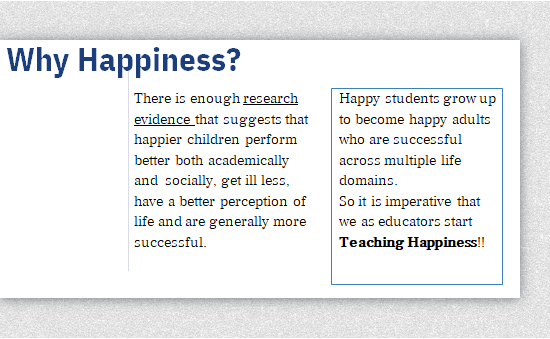 Why Happiness?
There is enough research
evidence that suggests that
happier children perform
better both academically
and socially, get ill less,
have a better perception of
life and are generally more
successful.
Happy students grow up
to become happy adults
who are successful
across multiple life
domains.
So it is imperative that
we as educators start
Teaching Happiness!!